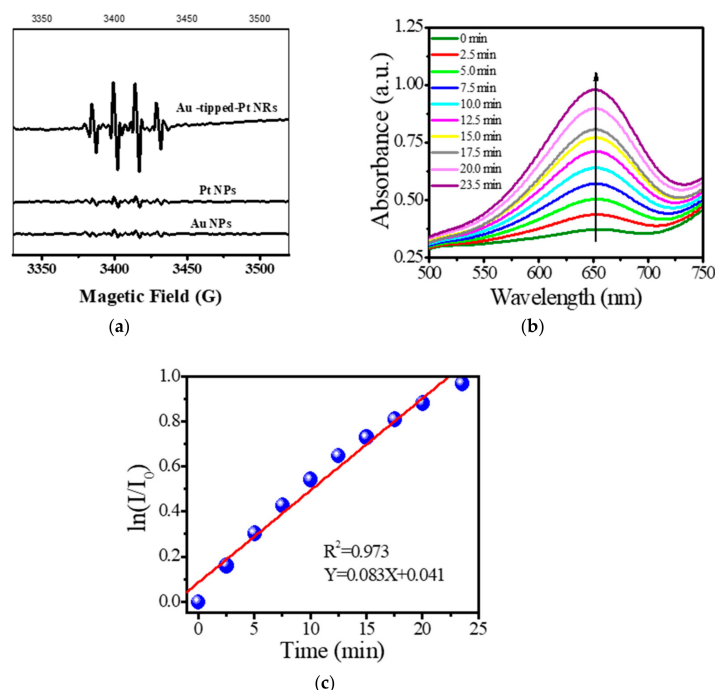 3350 3400 3450 3500
Au -tipped-Pt NRs
Pt NPs
Au NPs
3350 3400 3450 3500
Magetic Field (G)
(a)
1.25
1.00
0.75
0.50
0.25
Absorbance (a.u.)
0 min
2.5 min
5.0 min
7.5 min
10.0 min
12.5 min
15.0 min
17.5 min
20.0 min
23.5 min
500 550 600 650 700 750
Wavelength (nm)
(b)
1.0
0.8
0.6
0.4
0.2
0.0
ln(I/I0)
R2=0.973
Y=0.083X+0.041
0 5 10 15 20 25
Time (min)
(c)